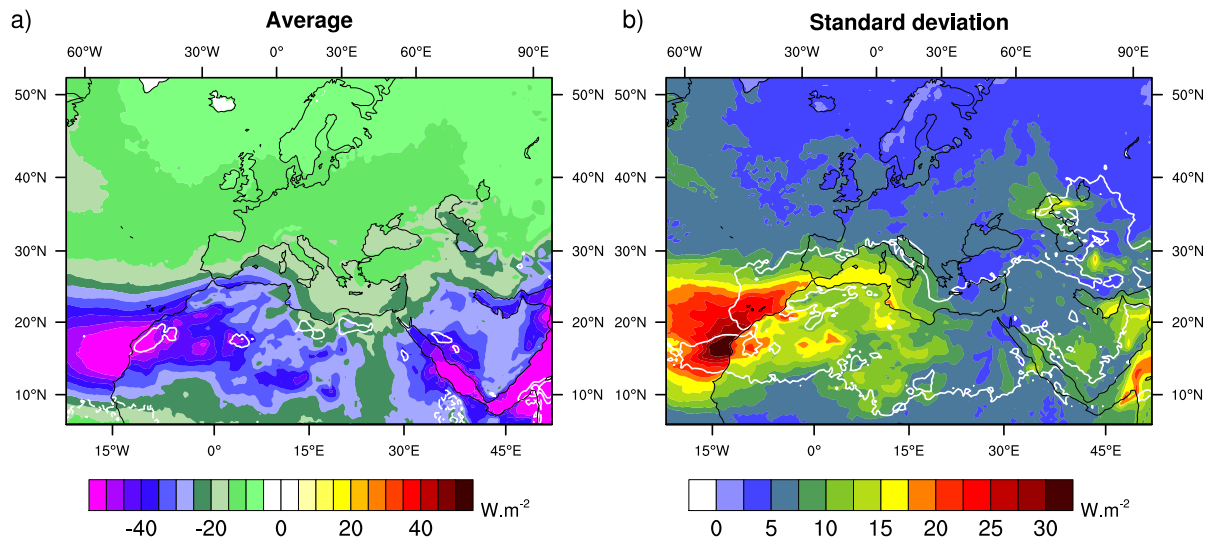 a) Average
60°W 30°W 0° 30°E 60°E 90°E
50°N 50°N
40°N 40°N
30°N 30°N
20°N 20°N
10°N 10°N
15°W 0° 15°E 30°E 45°E
-40 -20 0 20 40 W.m-2
b) Standard deviation
60°W 30°W 0° 30°E 60°E 90°E
50°N 50°N
40°N 40°N
30°N 30°N
20°N 20°N
10°N 10°N
15°W 0° 15°E 30°E 45°E
0 5 10 15 20 25 30 W.m-2